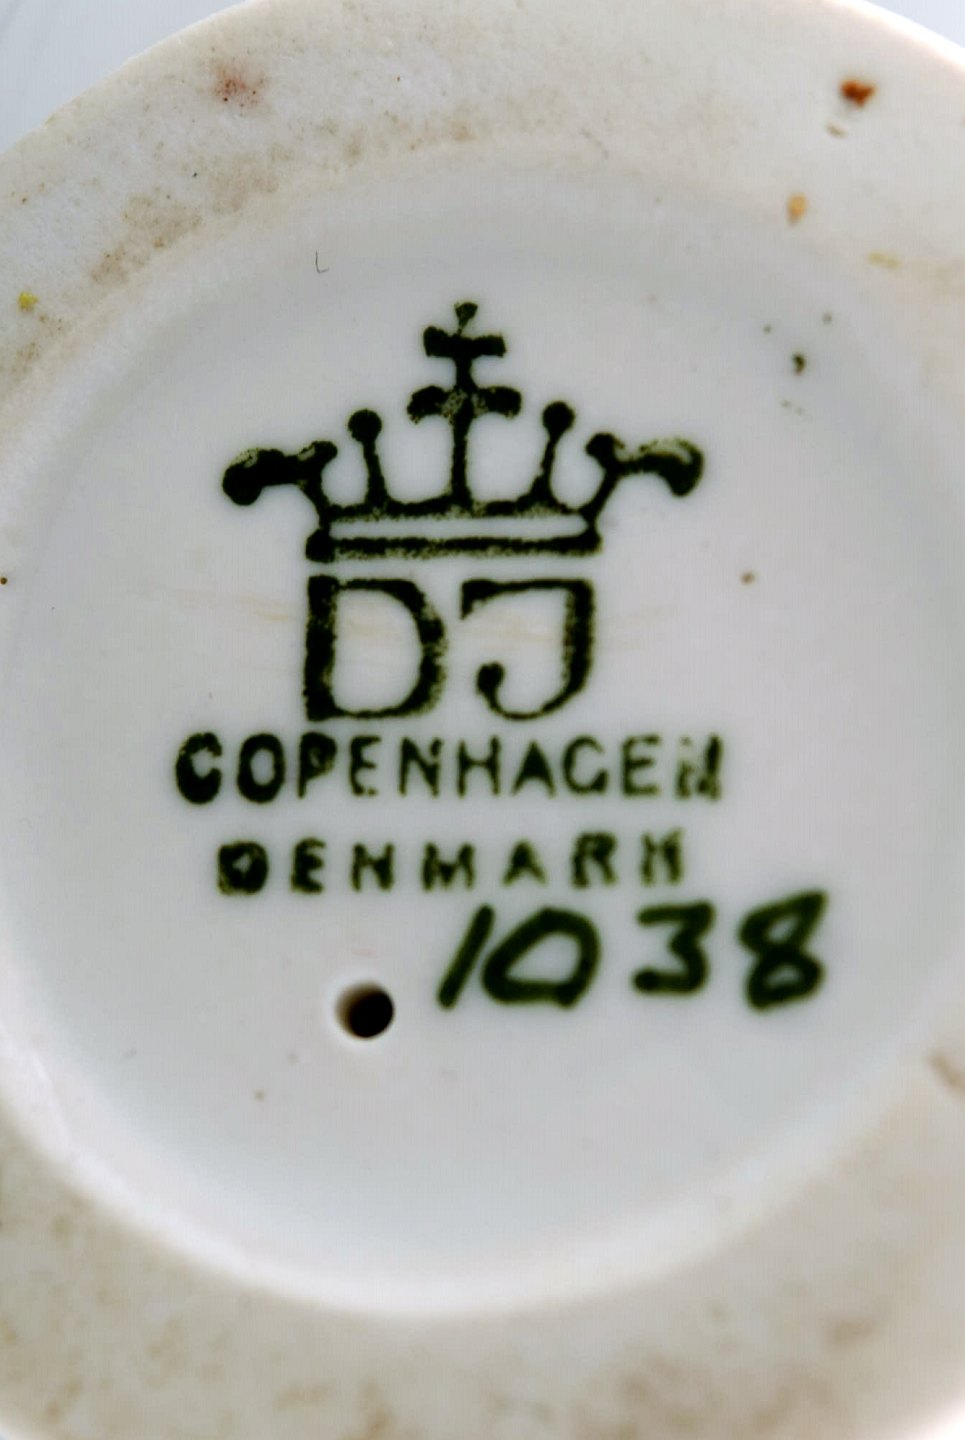 DJ
COPENHAGEN
DENMARK
1038